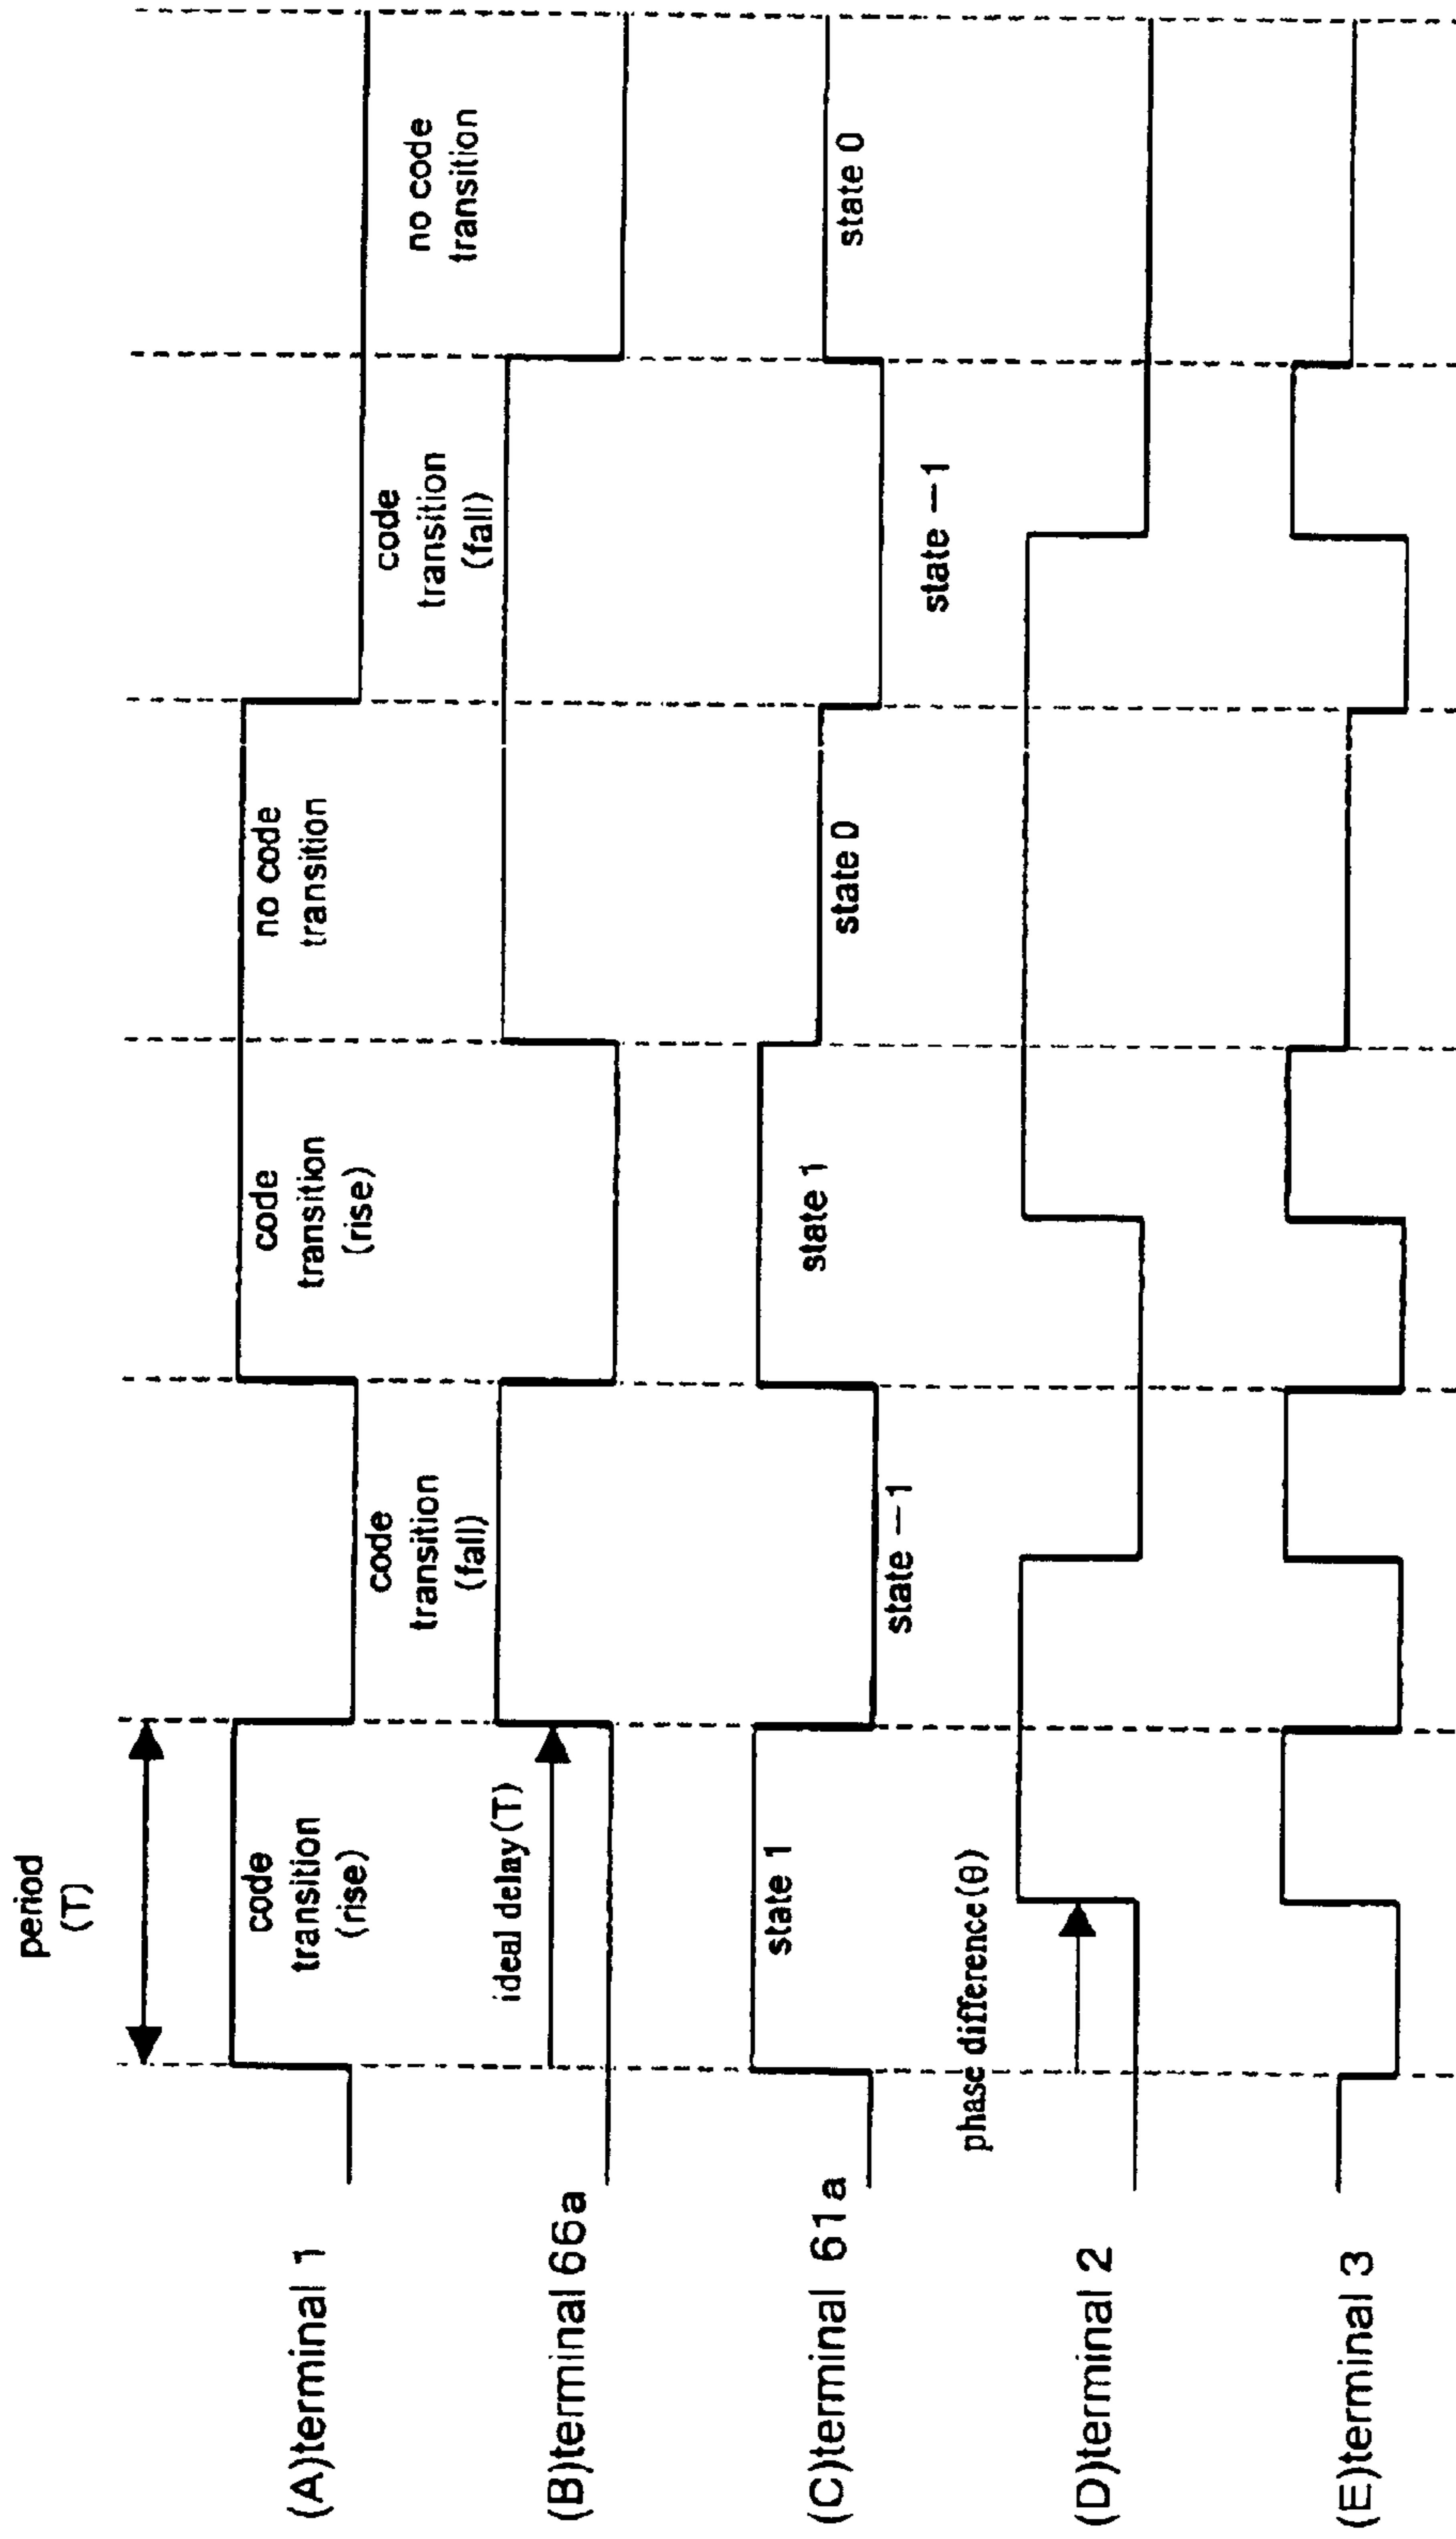 period
(T)
(A)terminal 1
code
transition
(rise)
code
transition
(fall)
code
transition
(rise)
no code
transition
code
transition
(fall)
no code
transition
(B)terminal 66a
ideal delay(T)
(C)terminal 61a
state 1
state −1
state 1
state 0
state −1
state 0
(D)terminal 2
phase difference(θ)
(E)terminal 3